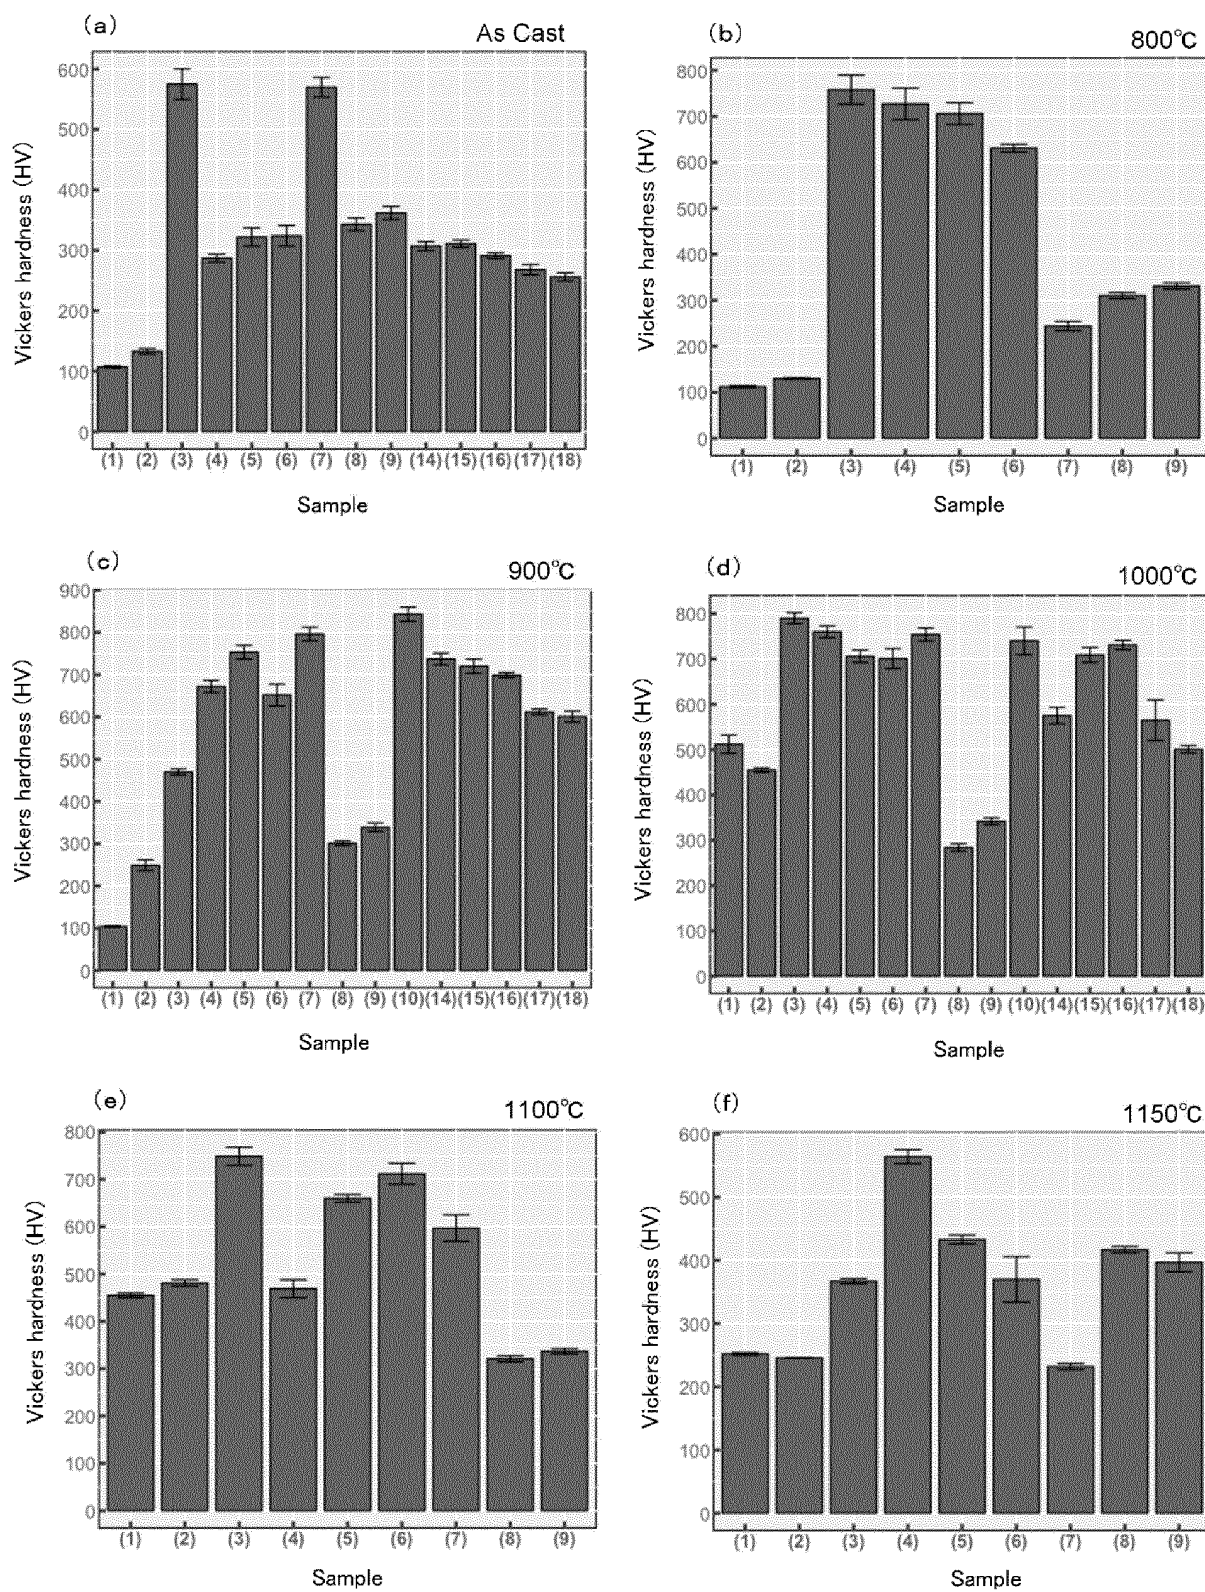 (a)
As Cast
Vickers hardness (HV)
600
500
400
300
200
100
0
(1) (2) (3) (4) (5) (6) (7) (8) (9) (14) (15) (16) (17) (18)
Sample
(b)
800℃
Vickers hardness (HV)
800
700
600
500
400
300
200
100
0
(1) (2) (3) (4) (5) (6) (7) (8) (9)
Sample
(c)
900℃
Vickers hardness (HV)
900
800
700
600
500
400
300
200
100
0
(1) (2) (3) (4) (5) (6) (7) (8) (9) (10) (14) (15) (16) (17) (18)
Sample
(d)
1000℃
Vickers hardness (HV)
800
700
600
500
400
300
200
100
0
(1) (2) (3) (4) (5) (6) (7) (8) (9) (10) (14) (15) (16) (17) (18)
Sample
(e)
1100℃
Vickers hardness (HV)
800
700
600
500
400
300
200
100
0
(1) (2) (3) (4) (5) (6) (7) (8) (9)
Sample
(f)
1150℃
Vickers hardness (HV)
600
500
400
300
200
100
0
(1) (2) (3) (4) (5) (6) (7) (8) (9)
Sample